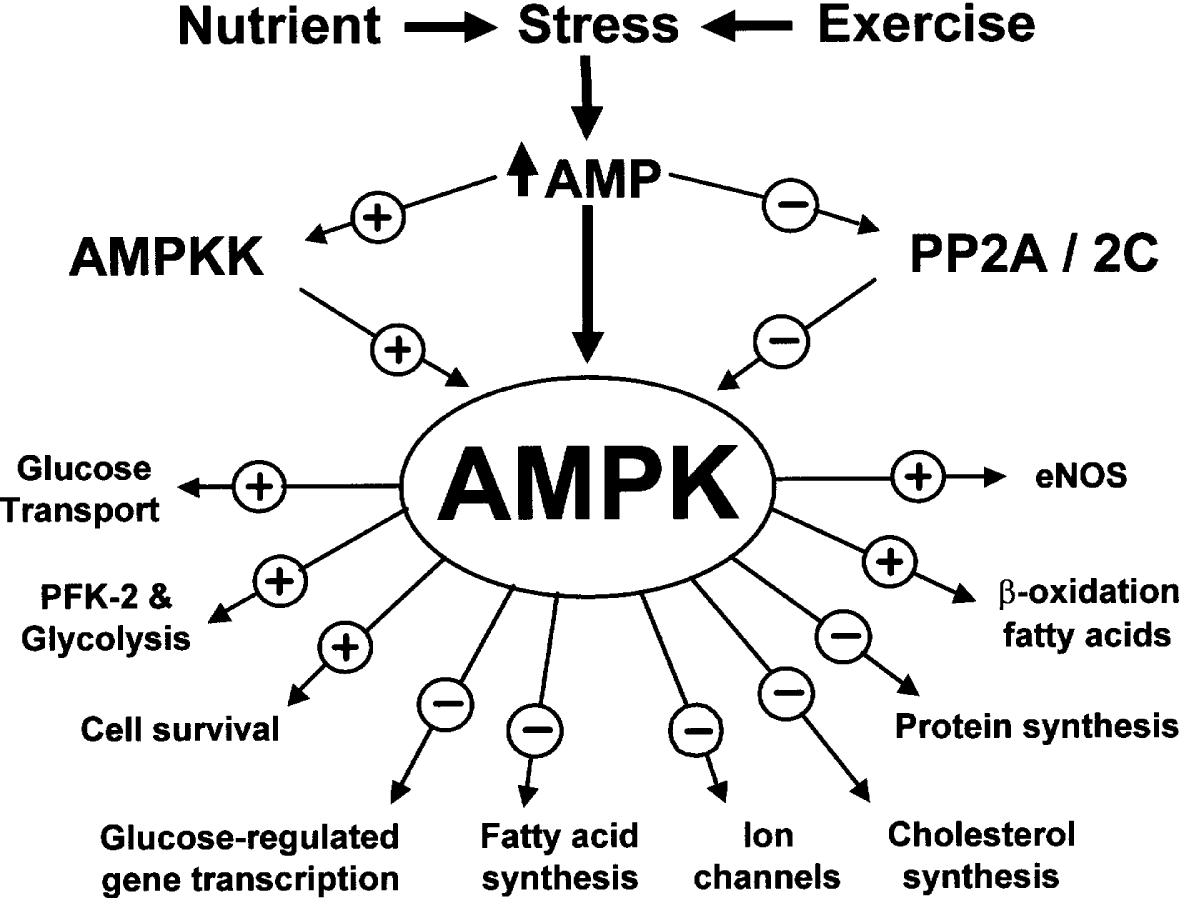 Nutrient Stress Exercise
AMP
AMPKK
PP2A / 2C
+
−
+
−
AMPK
Glucose
Transport
+
+
eNOS
PFK-2 &
Glycolysis
+
+
β-oxidation
fatty acids
Cell survival
+
−
−
−
−
−
Protein synthesis
Glucose-regulated
gene transcription
Fatty acid
synthesis
Ion
channels
Cholesterol
synthesis